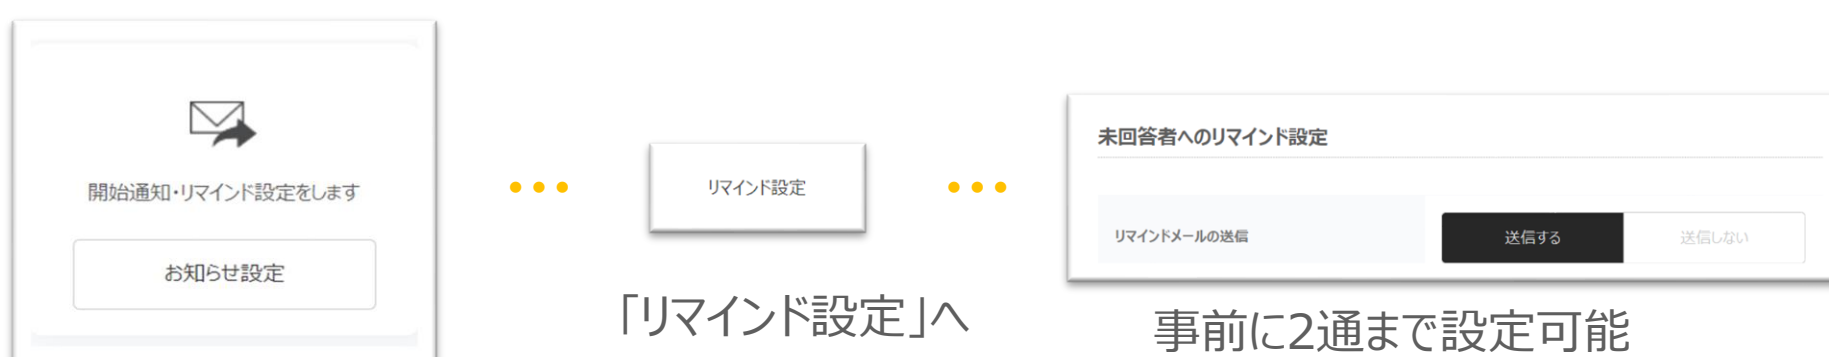 開始通知・リマインド設定をします
お知らせ設定
リマインド設定
「リマインド設定」へ
未回答者へのリマインド設定
リマインドメールの送信
送信する
送信しない
事前に2通まで設定可能